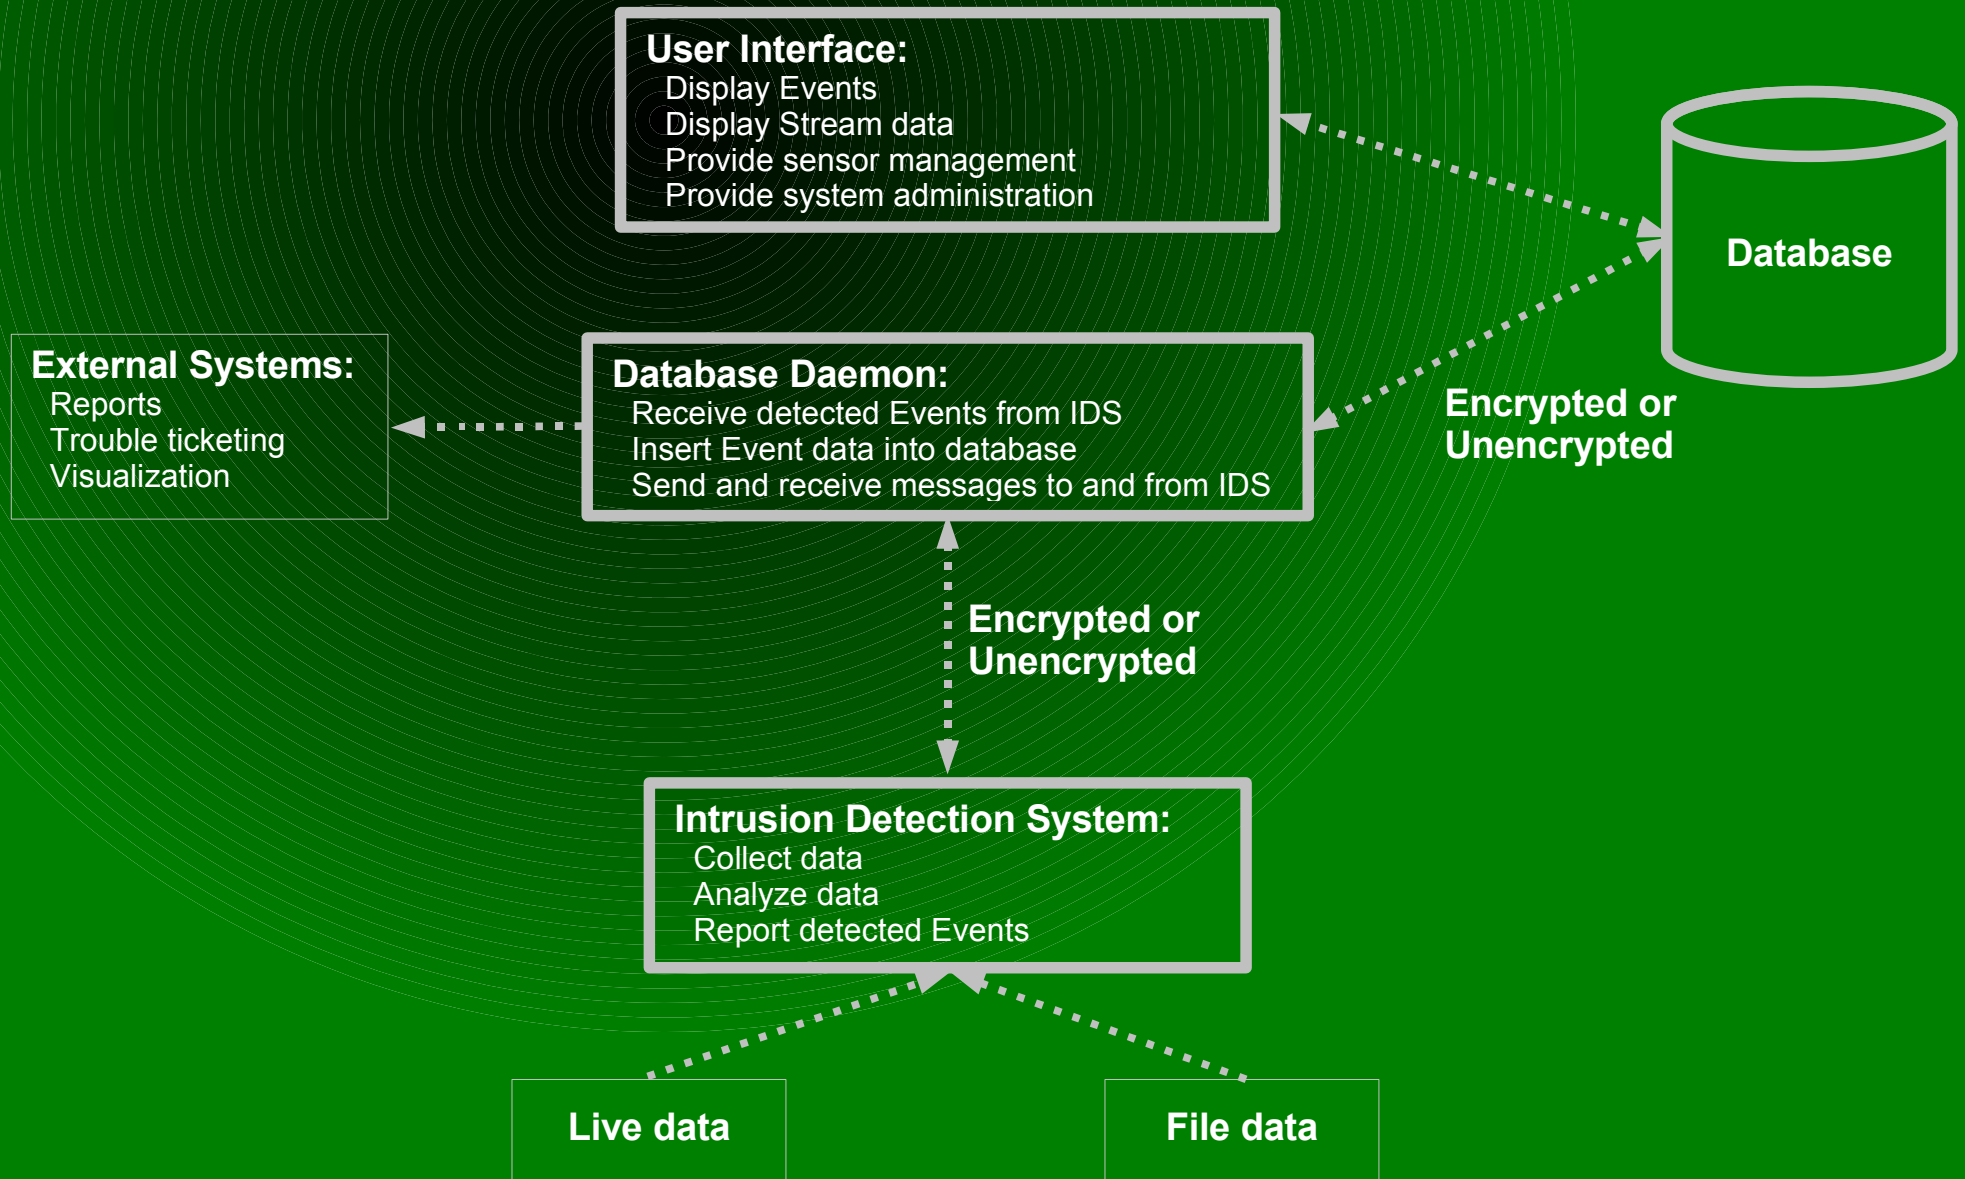 User Interface:
Display Events
Display Stream data
Provide sensor management
Provide system administration
Database
External Systems:
Reports
Trouble ticketing
Visualization
Database Daemon:
Receive detected Events from IDS
Insert Event data into database
Send and receive messages to and from IDS
Encrypted or
Unencrypted
Encrypted or
Unencrypted
Intrusion Detection System:
Collect data
Analyze data
Report detected Events
Live data
File data